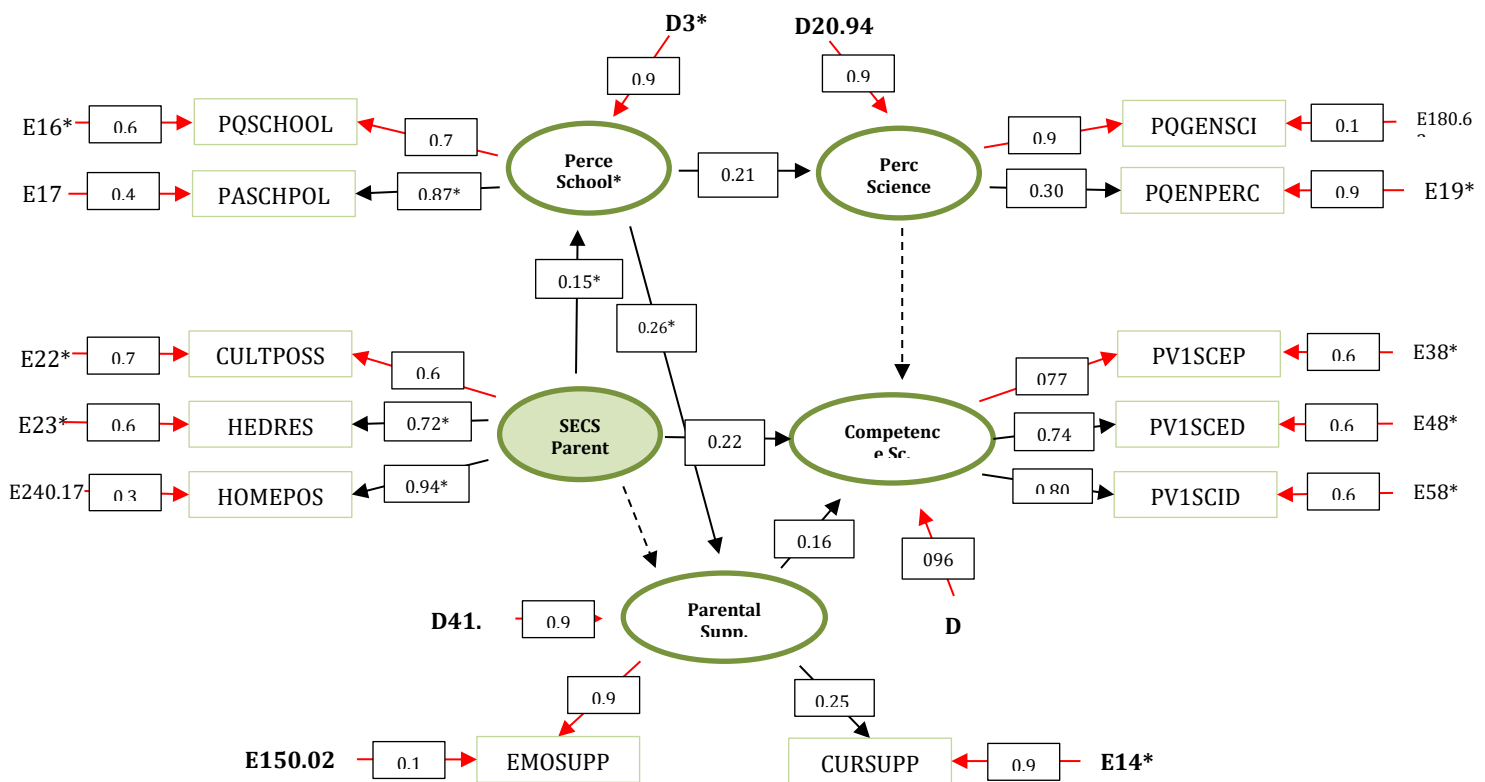 D3* D20.94
0.9 0.9
E16* 0.6 PQSCHOOL 0.7
Perce
School*
0.21
Perc
Science
0.9 PQGENSCI 0.1 E180.6
E17 0.4 PASCHPOL 0.87*
0.30 PQENPERC 0.9 E19*
0.15*
0.26*
E22* 0.7 CULTPOSS 0.6
077 PV1SCEP 0.6 E38*
E23* 0.6 HEDRES 0.72*
SECS
Parent
0.22
Competenc
e Sc.
0.74 PV1SCED 0.6 E48*
E240.17 0.3 HOMEPOS 0.94*
0.80 PV1SCID 0.6 E58*
0.16
096
D41. 0.9
Parental
Supp.
D
0.9 0.25
E150.02 0.1 EMOSUPP
CURSUPP 0.9 E14*